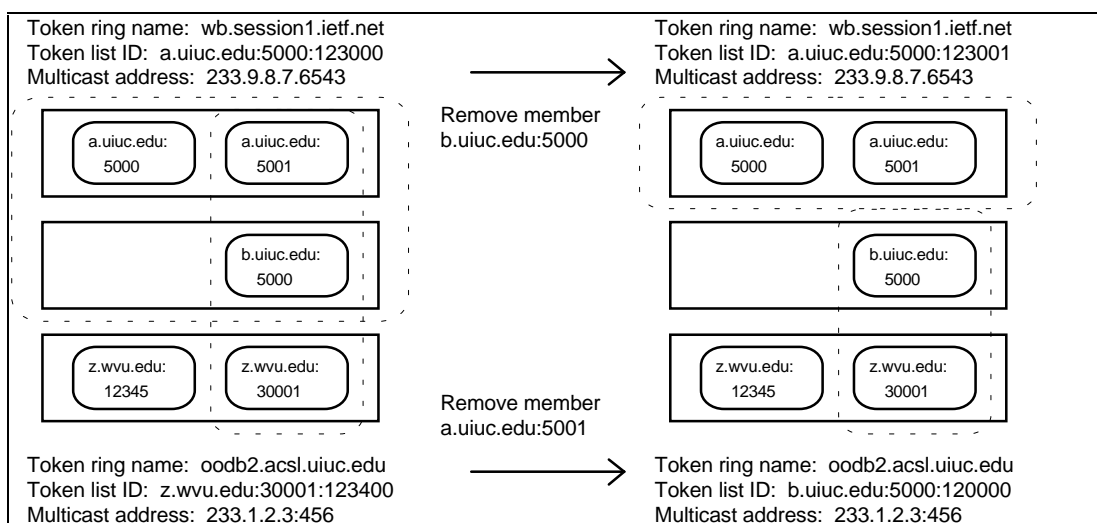 Token ring name: wb.session1.ietf.net
Token list ID: a.uiuc.edu:5000:123000
Multicast address: 233.9.8.7.6543
a.uiuc.edu:
5000
a.uiuc.edu:
5001
b.uiuc.edu:
5000
z.wvu.edu:
12345
z.wvu.edu:
30001
Token ring name: oodb2.acsl.uiuc.edu
Token list ID: z.wvu.edu:30001:123400
Multicast address: 233.1.2.3:456
Remove member
b.uiuc.edu:5000
Remove member
a.uiuc.edu:5001
Token ring name: wb.session1.ietf.net
Token list ID: a.uiuc.edu:5000:123001
Multicast address: 233.9.8.7.6543
a.uiuc.edu:
5000
a.uiuc.edu:
5001
b.uiuc.edu:
5000
z.wvu.edu:
12345
z.wvu.edu:
30001
Token ring name: oodb2.acsl.uiuc.edu
Token list ID: b.uiuc.edu:5000:120000
Multicast address: 233.1.2.3:456